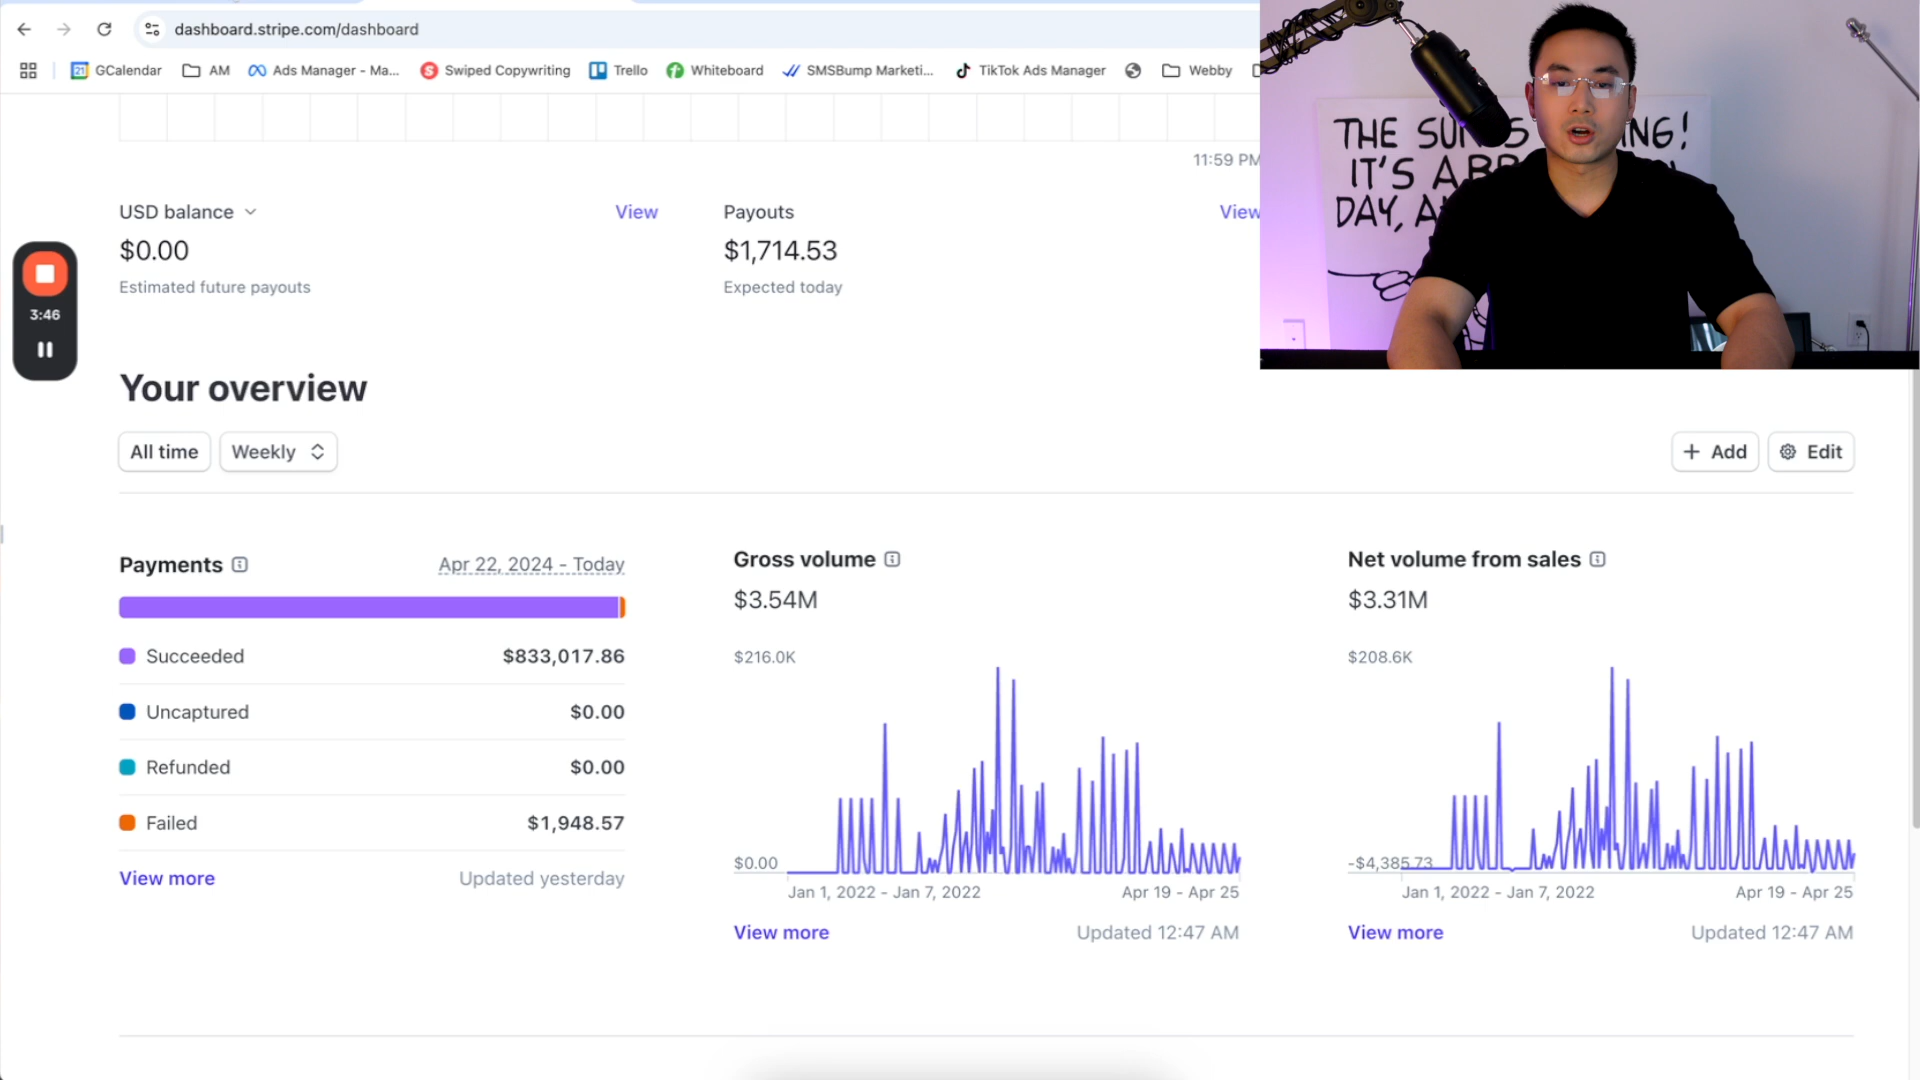 dashboard.stripe.com/dashboard
GCalendar
AM
Ads Manager - Ma...
Swiped Copywriting
Trello
Whiteboard
SMSBump Marketi...
TikTok Ads Manager
Webby
11:59 PM
USD balance
View
$0.00
Estimated future payouts
Payouts
View
$1,714.53
Expected today
3:46
THE SUN IS ING!
IT'S A
DAY, A
Your overview
All time
Weekly
Add
Edit
Payments
Apr 22, 2024 - Today
Succeeded $833,017.86
Uncaptured $0.00
Refunded $0.00
Failed $1,948.57
View more
Updated yesterday
Gross volume
$3.54M
$216.0K
$0.00
Jan 1, 2022 - Jan 7, 2022
Apr 19 - Apr 25
View more
Updated 12:47 AM
Net volume from sales
$3.31M
$208.6K
-$4,385.73
Jan 1, 2022 - Jan 7, 2022
Apr 19 - Apr 25
View more
Updated 12:47 AM